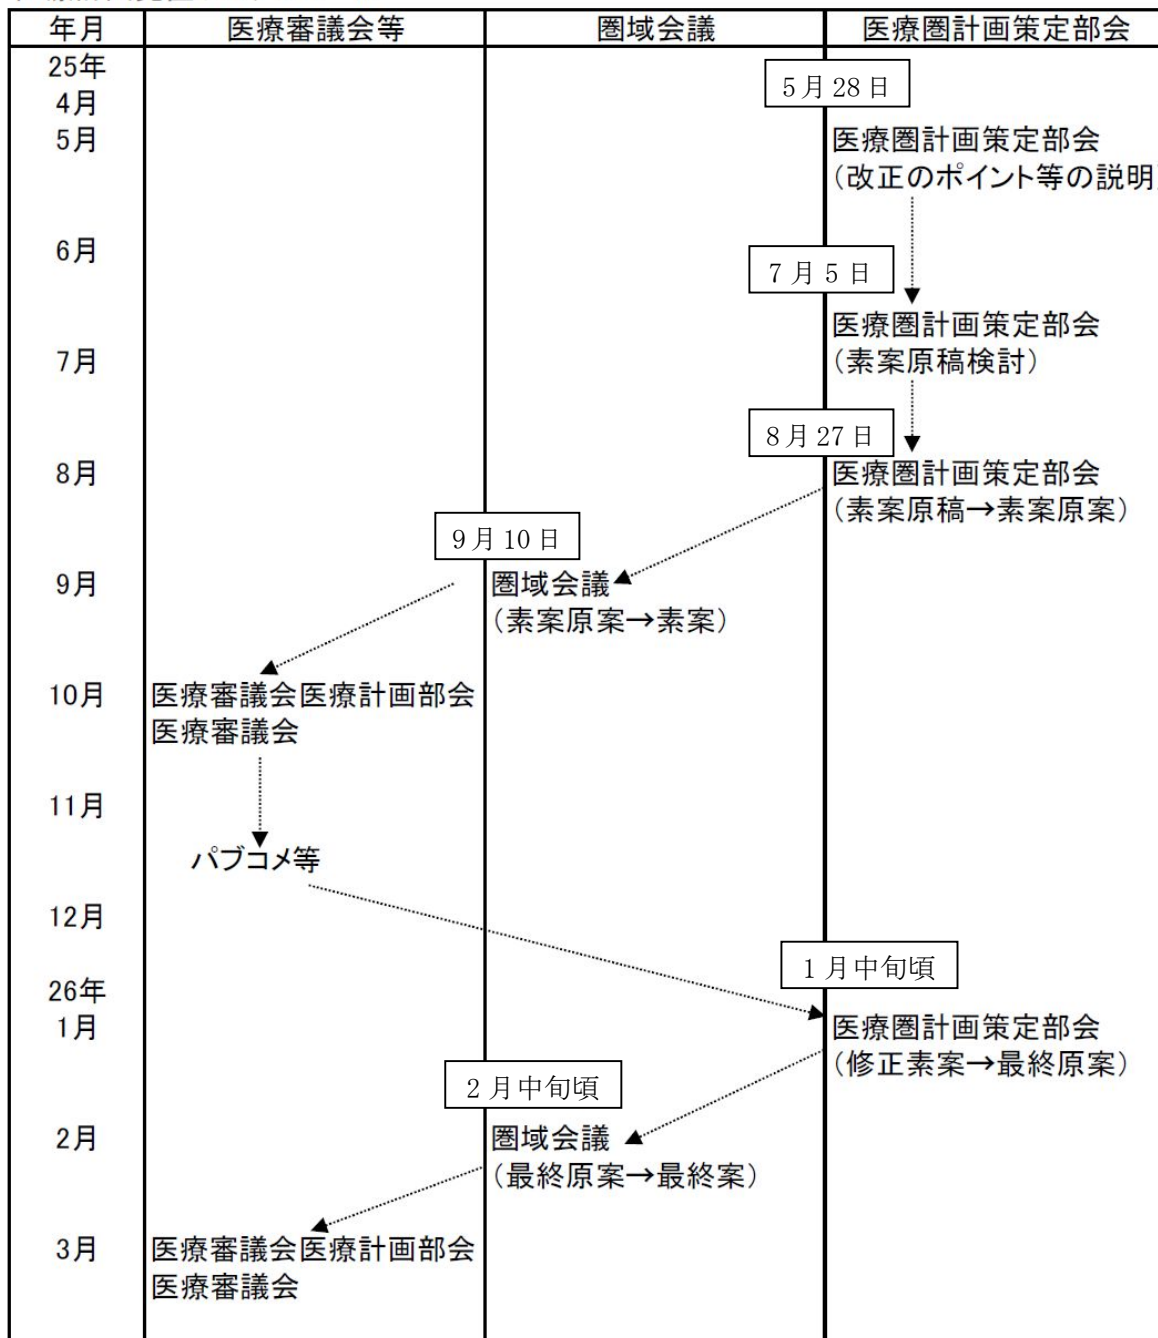 年月 医療審議会等 圏域会議 医療圏計画策定部会
25年
5月28日
4月
5月 医療圏計画策定部会
（改正のポイント等の説明
6月
7月5日
医療圏計画策定部会
7月 （素案原稿検討）
8月27日
8月 医療圏計画策定部会
（素案原稿→素案原案）
9月10日
9月 圏域会議
（素案原案→素案）
10月 医療審議会医療計画部会
医療審議会
11月
パブコメ等
12月
1月中旬頃
26年
1月 医療圏計画策定部会
（修正素案→最終原案）
2月中旬頃
2月 圏域会議
（最終原案→最終案）
3月 医療審議会医療計画部会
医療審議会